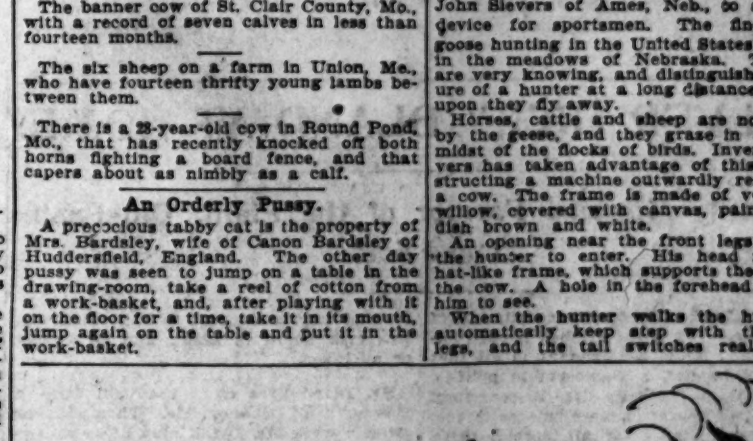 The banner cow of St. Clair County, Mo.,
with a record of seven calves in less than
fourteen months.
The six sheep on a farm in Union, Me.,
who have fourteen thrifty young lambs be-
tween them.
There is a 28-year-old cow in Round Pond,
Mo., that has recently knocked off both
horns fighting a board fence, and that
capers about as nimbly as a calf.
An Orderly Pussy.
A precocious tabby cat is the property of
Mrs. Bardsley, wife of Canon Bardsley of
Huddersfield, England. The other day
pussy was seen to jump on a table in the
drawing-room, take a reel of cotton from
a work-basket, and, after playing with it
on the floor for a time, take it in its mouth,
jump again on the table and put it in the
work-basket.
John Sievers of Ames, Neb.,
device for sportsmen. The
goose hunting in the United State
in the meadows of Nebraska.
are very knowing, and distinguish
ure of a hunter at a long distance
upon they fly away.
Horses, cattle and sheep are
by the geese, and they graze in
midst of the flocks of birds.
vers has taken advantage of this
structing a machine outwardly
a cow. The frame is made of
willow, covered with canvas,
dish brown and white.
An opening near the front legs
the hunter to enter. His head
hat-like frame, which supports
the cow. A hole in the forehead
him to see.
When the hunter walks the
automatically keep step with
legs, and the tail switches